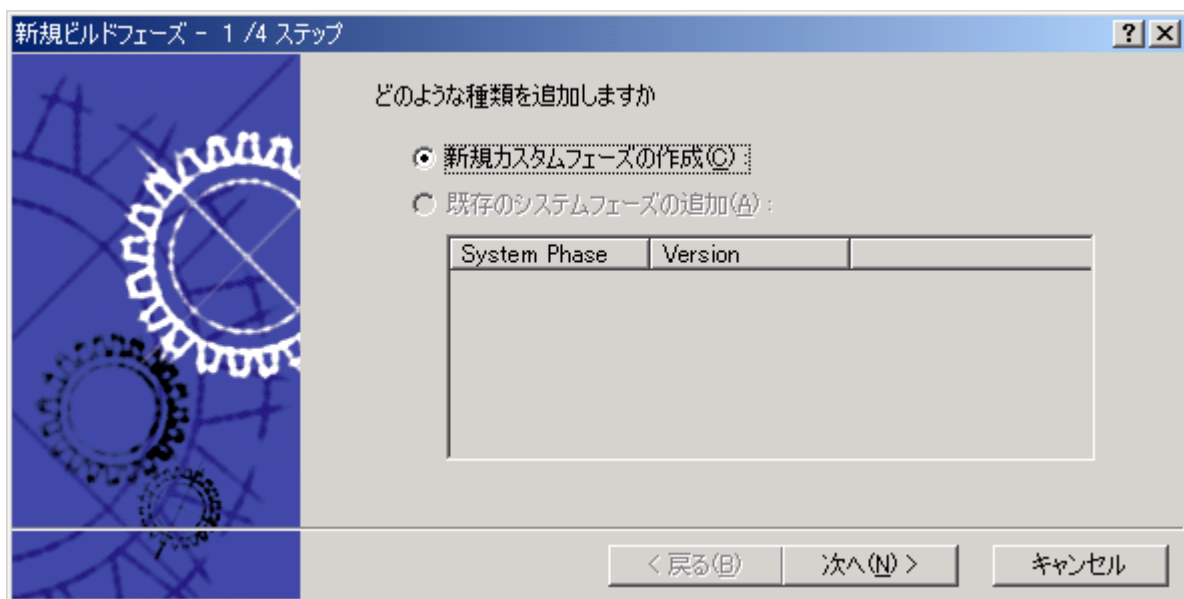 新規ビルドフェーズ - 1 /4 ステップ
どのような種類を追加しますか
新規カスタムフェーズの作成(C) :
既存のシステムフェーズの追加(A) :
System Phase Version
< 戻る(B) 次へ(N) > キャンセル